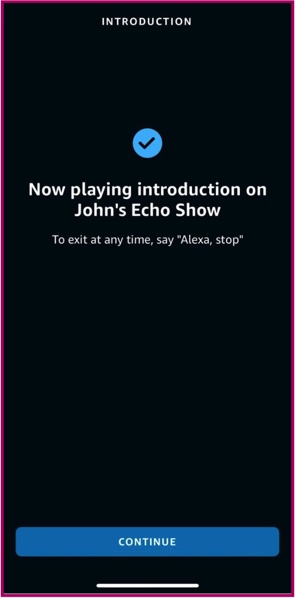 INTRODUCTION
Now playing introduction on
John's Echo Show
To exit at any time, say "Alexa, stop"
CONTINUE